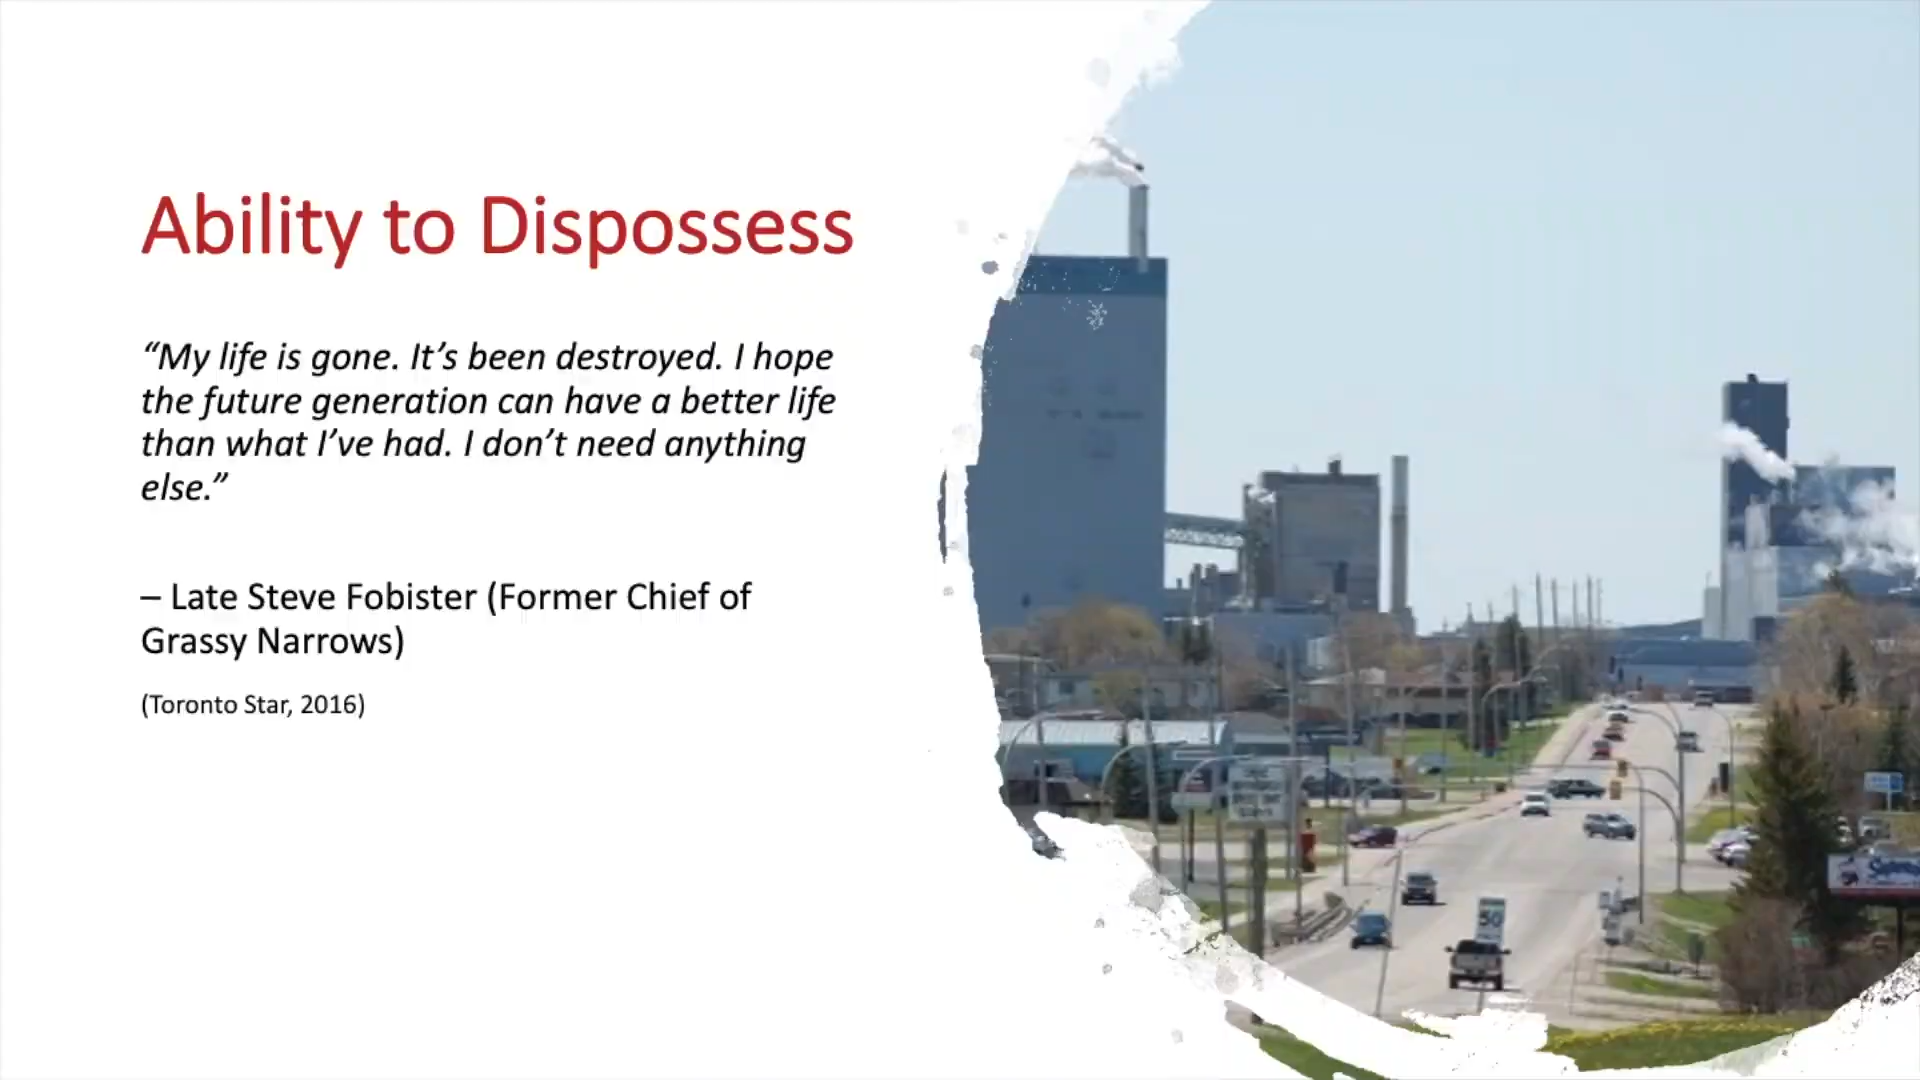 Ability to Dispossess
“My life is gone. It’s been destroyed. I hope
the future generation can have a better life
than what I’ve had. I don’t need anything
else.”
– Late Steve Fobister (Former Chief of
Grassy Narrows)
(Toronto Star, 2016)
50